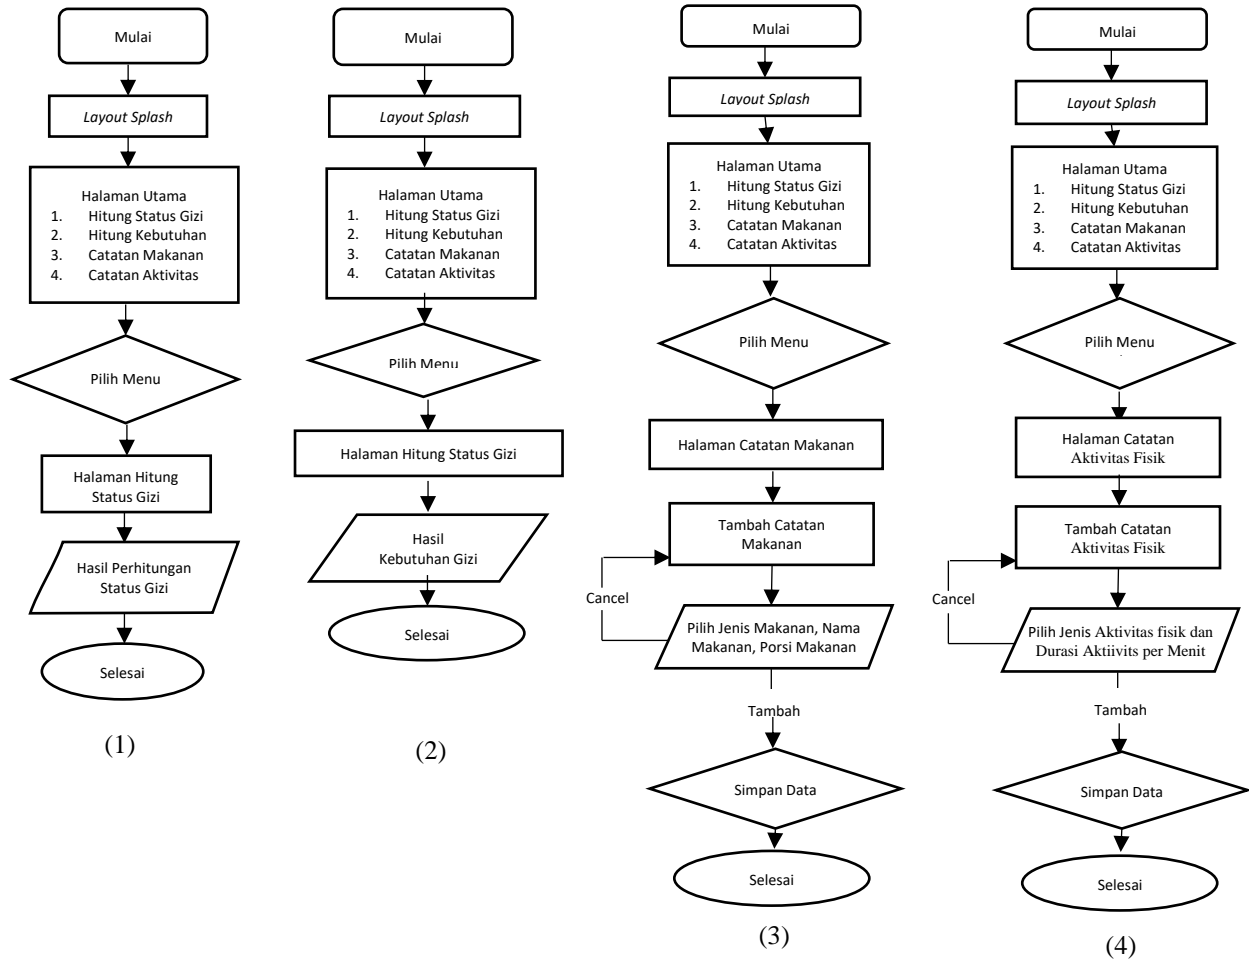 Mulai
Layout Splash
Halaman Utama
1. Hitung Status Gizi
2. Hitung Kebutuhan
3. Catatan Makanan
4. Catatan Aktivitas
Pilih Menu
Halaman Hitung
Status Gizi
Hasil Perhitungan
Status Gizi
Selesai
(1)
Mulai
Layout Splash
Halaman Utama
1. Hitung Status Gizi
2. Hitung Kebutuhan
3. Catatan Makanan
4. Catatan Aktivitas
Pilih Menu
Halaman Hitung Status Gizi
Hasil
Kebutuhan Gizi
Selesai
(2)
Mulai
Layout Splash
Halaman Utama
1. Hitung Status Gizi
2. Hitung Kebutuhan
3. Catatan Makanan
4. Catatan Aktivitas
Pilih Menu
Halaman Catatan Makanan
Tambah Catatan
Makanan
Cancel
Pilih Jenis Makanan, Nama
Makanan, Porsi Makanan
Tambah
Simpan Data
Selesai
(3)
Mulai
Layout Splash
Halaman Utama
1. Hitung Status Gizi
2. Hitung Kebutuhan
3. Catatan Makanan
4. Catatan Aktivitas
Pilih Menu
Halaman Catatan
Aktivitas Fisik
Tambah Catatan
Aktivitas Fisik
Cancel
Pilih Jenis Aktivitas fisik dan
Durasi Aktiivits per Menit
Tambah
Simpan Data
Selesai
(4)